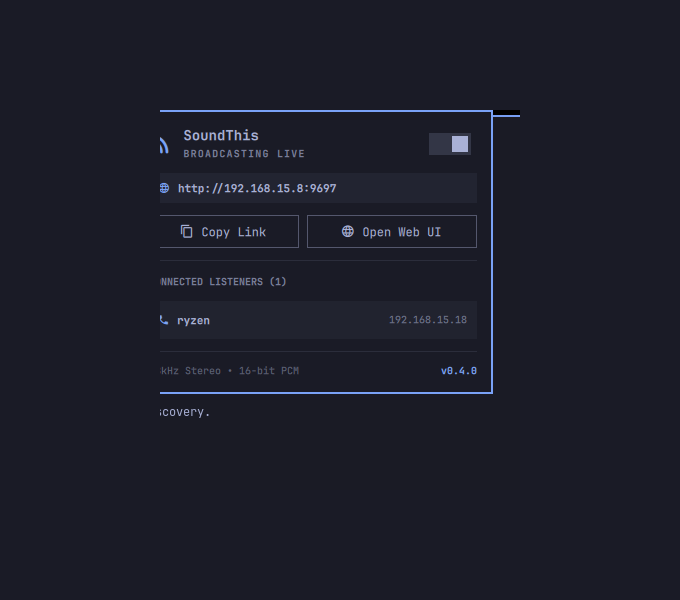 SoundThis
BROADCASTING LIVE
http://192.168.15.8:9697
Copy Link
Open Web UI
NNECTED LISTENERS (1)
ryzen
192.168.15.18
kHz Stereo • 16-bit PCM
v0.4.0
scovery.